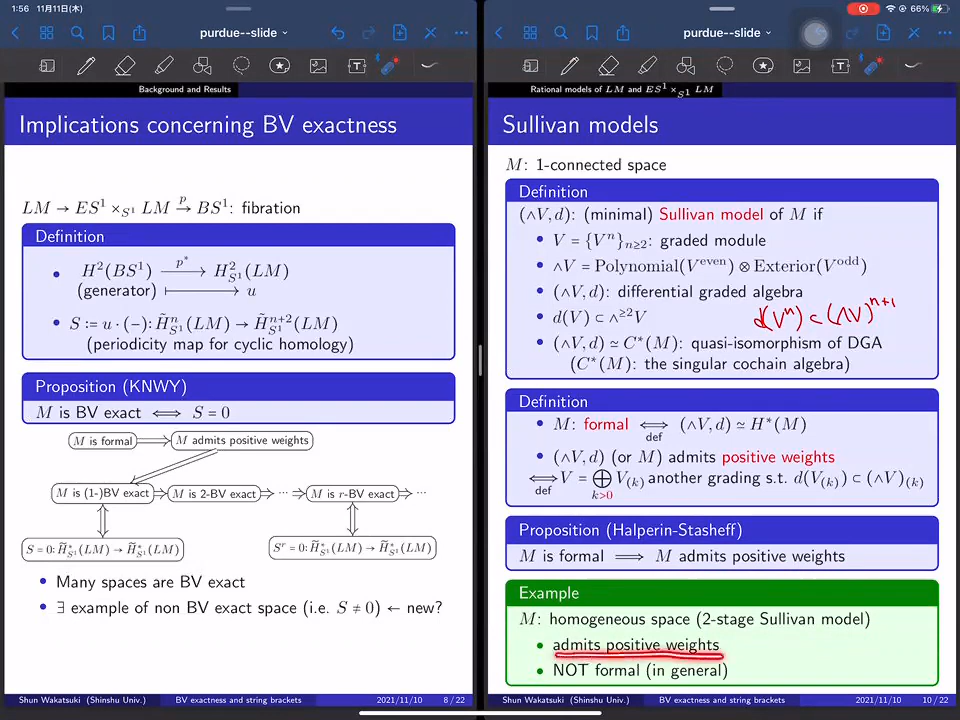 1:56 11月11日(木)
66%
purdue--slide
purdue--slide
Background and Results
Implications concerning BV exactness
LM → ES¹ ×_{S¹} LM →^p BS¹: fibration
Definition
• H²(BS¹) —p*→ H²_{S¹}(LM)
(generator) ⟼ u
• S ≔ u · (−): H̃ⁿ_{S¹}(LM) → H̃ⁿ⁺²_{S¹}(LM)
(periodicity map for cyclic homology)
Proposition (KNWY)
M is BV exact ⟺ S = 0
M is formal ⟹ M admits positive weights
M is (1-)BV exact ⟹ M is 2-BV exact ⟹ ⋯ ⟹ M is r-BV exact ⟹ ⋯
S = 0: H̃*_{S¹}(LM) → H̃*_{S¹}(LM)
Sʳ = 0: H̃*_{S¹}(LM) → H̃*_{S¹}(LM)
• Many spaces are BV exact
• ∃ example of non BV exact space (i.e. S ≠ 0) ← new?
Shun Wakatsuki (Shinshu Univ.) BV exactness and string brackets 2021/11/10 8 / 22
Rational models of LM and ES¹ ×_{S¹} LM
Sullivan models
M: 1-connected space
Definition
(∧V, d): (minimal) Sullivan model of M if
• V = {Vⁿ}_{n≥2}: graded module
• ∧V = Polynomial(V^{even}) ⊗ Exterior(V^{odd})
• (∧V, d): differential graded algebra
• d(V) ⊂ ∧^{≥2}V
d(Vⁿ) ⊂ (∧V)ⁿ⁺¹
• (∧V, d) ≃ C*(M): quasi-isomorphism of DGA
(C*(M): the singular cochain algebra)
Definition
• M: formal ⟺_{def} (∧V, d) ≃ H*(M)
• (∧V, d) (or M) admits positive weights
⟺_{def} V = ⊕_{k>0} V_{(k)} another grading s.t. d(V_{(k)}) ⊂ (∧V)_{(k)}
Proposition (Halperin-Stasheff)
M is formal ⟹ M admits positive weights
Example
M: homogeneous space (2-stage Sullivan model)
• admits positive weights
• NOT formal (in general)
Shun Wakatsuki (Shinshu Univ.) BV exactness and string brackets 2021/11/10 10 / 22